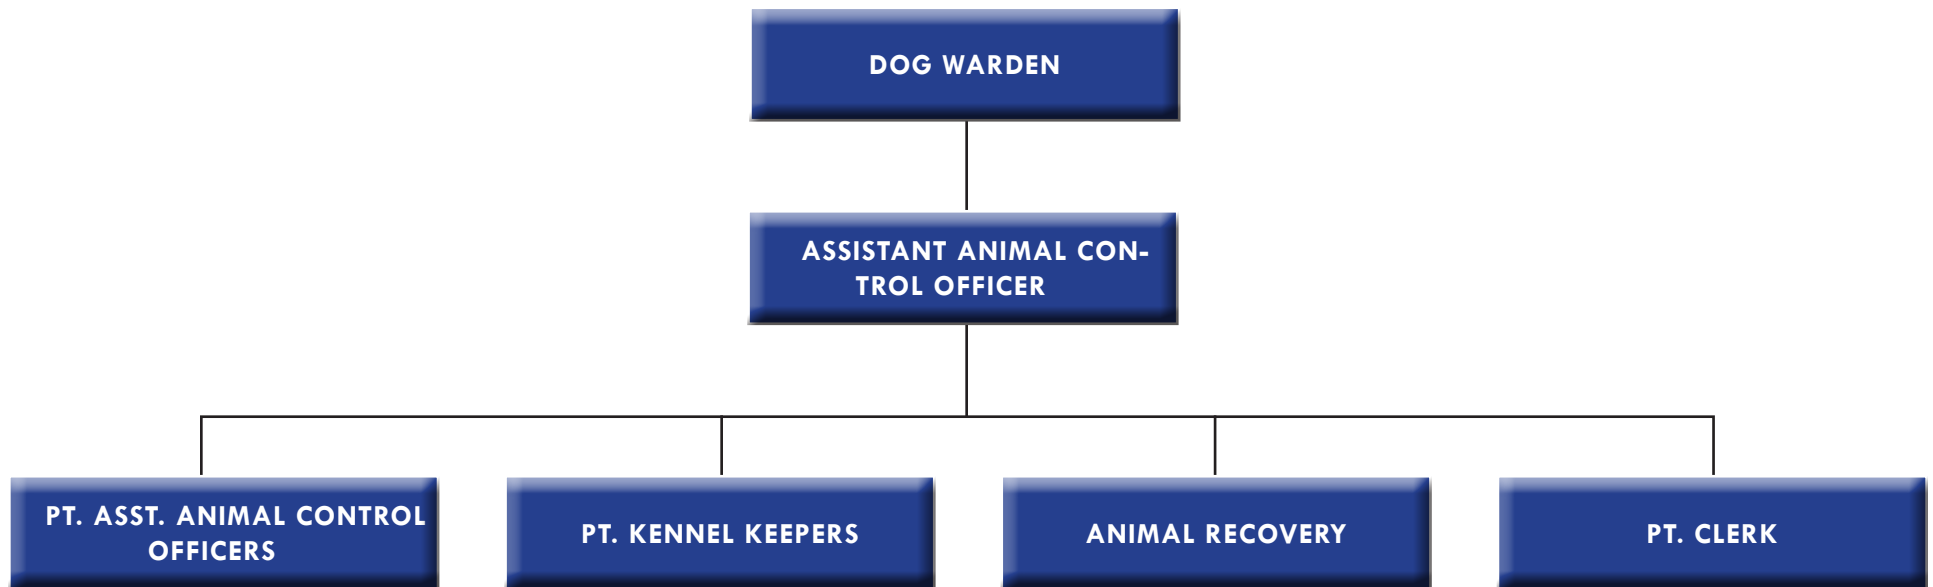 DOG WARDEN
ASSISTANT ANIMAL CON-
TROL OFFICER
PT. ASST. ANIMAL CONTROL
OFFICERS
PT. KENNEL KEEPERS
ANIMAL RECOVERY
PT. CLERK